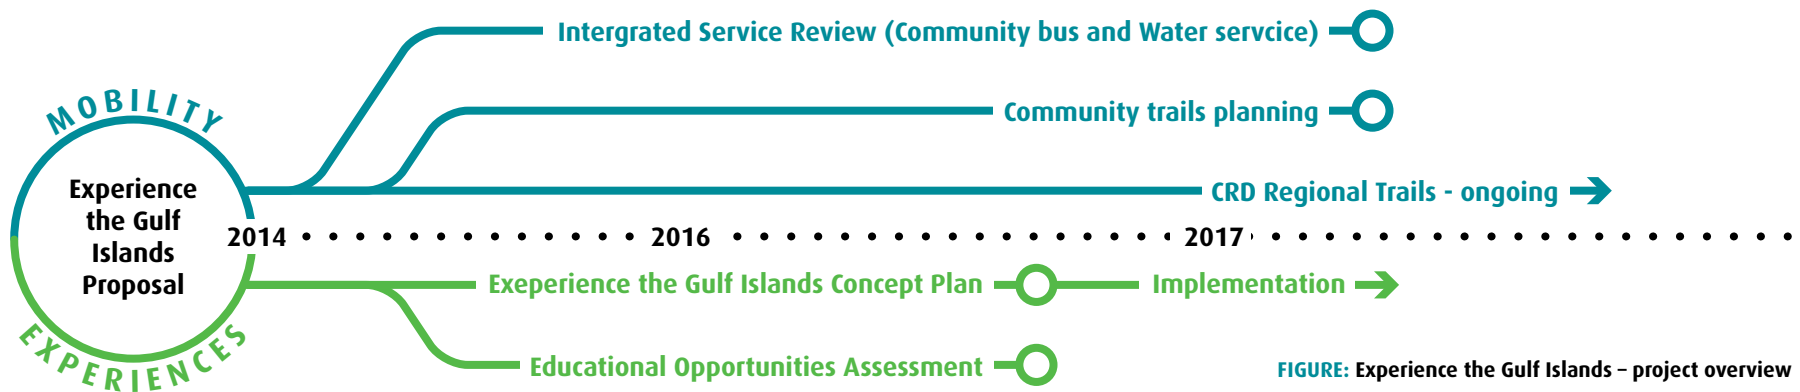 Intergrated Service Review (Community bus and Water servcice)
MOBILITY
Community trails planning
Experience
the Gulf
Islands
Proposal
CRD Regional Trails - ongoing
2014
2016
2017
Exeperience the Gulf Islands Concept Plan
Implementation
EXPERIENCES
Educational Opportunities Assessment
FIGURE: Experience the Gulf Islands – project overview